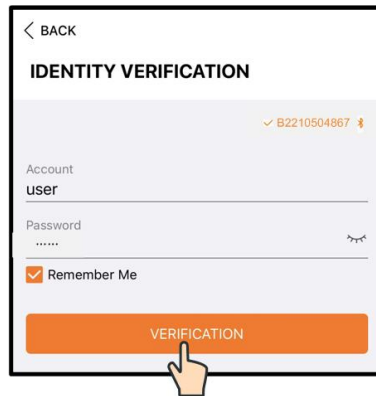 BACK
IDENTITY VERIFICATION
B2210504867
Account
user
Password
......
Remember Me
VERIFICATION